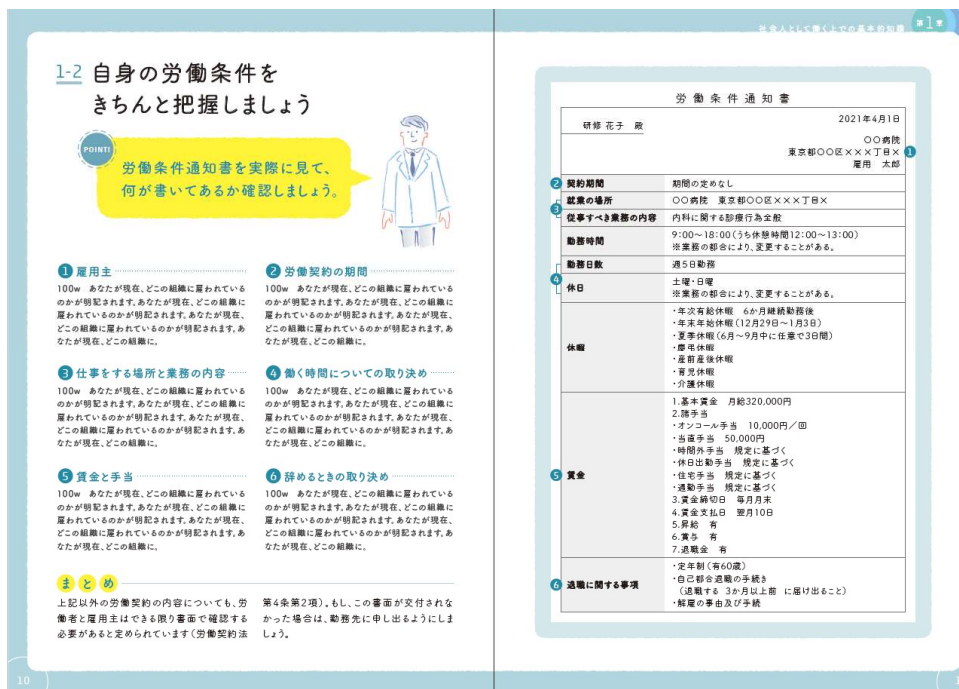 社会人として働く上での基本的知識
第1章
1-2 自身の労働条件を
きちんと把握しましょう
POINT!
労働条件通知書を実際に見て、
何が書いてあるか確認しましょう。
1 雇用主
100w あなたが現在、どこの組織に雇われている
のかが明記されます。あなたが現在、どこの組織に
雇われているのかが明記されます。あなたが現在、
どこの組織に雇われているのかが明記されます。あ
なたが現在、どこの組織に。
2 労働契約の期間
100w あなたが現在、どこの組織に雇われている
のかが明記されます。あなたが現在、どこの組織に
雇われているのかが明記されます。あなたが現在、
どこの組織に雇われているのかが明記されます。あ
なたが現在、どこの組織に。
3 仕事をする場所と業務の内容
100w あなたが現在、どこの組織に雇われている
のかが明記されます。あなたが現在、どこの組織に
雇われているのかが明記されます。あなたが現在、
どこの組織に雇われているのかが明記されます。あ
なたが現在、どこの組織に。
4 働く時間についての取り決め
100w あなたが現在、どこの組織に雇われている
のかが明記されます。あなたが現在、どこの組織に
雇われているのかが明記されます。あなたが現在、
どこの組織に雇われているのかが明記されます。あ
なたが現在、どこの組織に。
5 賃金と手当
100w あなたが現在、どこの組織に雇われている
のかが明記されます。あなたが現在、どこの組織に
雇われているのかが明記されます。あなたが現在、
どこの組織に雇われているのかが明記されます。あ
なたが現在、どこの組織に。
6 辞めるときの取り決め
100w あなたが現在、どこの組織に雇われている
のかが明記されます。あなたが現在、どこの組織に
雇われているのかが明記されます。あなたが現在、
どこの組織に雇われているのかが明記されます。あ
なたが現在、どこの組織に。
まとめ
上記以外の労働契約の内容についても、労
働者と雇用主はできる限り書面で確認する
必要があると定められています(労働契約法
第4条第2項)。もし、この書面が交付されな
かった場合は、勤務先に申し出るようにしま
しょう。
10
労働条件通知書
2021年4月1日
研修 花子 殿
〇〇病院
東京都〇〇区×××丁目× 1
雇用 太郎
2 契約期間 期間の定めなし
3 就業の場所 〇〇病院 東京都〇〇区×××丁目×
従事すべき業務の内容 内科に関する診療行為全般
勤務時間 9:00~18:00(うち休憩時間12:00~13:00)
※業務の都合により、変更することがある。
4 勤務日数 週5日勤務
休日 土曜・日曜
※業務の都合により、変更することがある。
休暇
・年次有給休暇 6か月継続勤務後
・年末年始休暇(12月29日~1月3日)
・夏季休暇(6月~9月中に任意で3日間)
・慶弔休暇
・産前産後休暇
・育児休暇
・介護休暇
5 賃金
1.基本賃金 月給320,000円
2.諸手当
・オンコール手当 10,000円/回
・当直手当 50,000円
・時間外手当 規定に基づく
・休日出勤手当 規定に基づく
・住宅手当 規定に基づく
・通勤手当 規定に基づく
3.賃金締切日 毎月月末
4.賃金支払日 翌月10日
5.昇給 有
6.賞与 有
7.退職金 有
6 退職に関する事項
・定年制(有60歳)
・自己都合退職の手続き
(退職する 3か月以上前 に届け出ること)
・解雇の事由及び手続